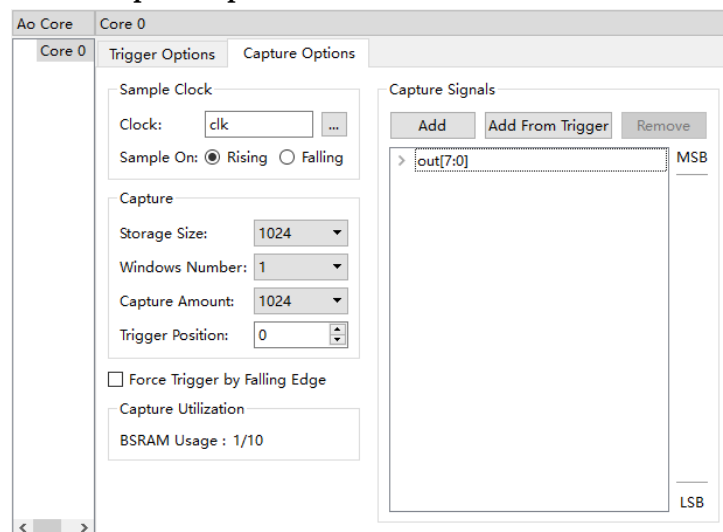 Ao Core Core 0
Core 0
Trigger Options Capture Options
Sample Clock
Clock: clk ...
Sample On: Rising Falling
Capture
Storage Size: 1024
Windows Number: 1
Capture Amount: 1024
Trigger Position: 0
Force Trigger by Falling Edge
Capture Utilization
BSRAM Usage : 1/10
Capture Signals
Add Add From Trigger Remove
out[7:0]
MSB
LSB